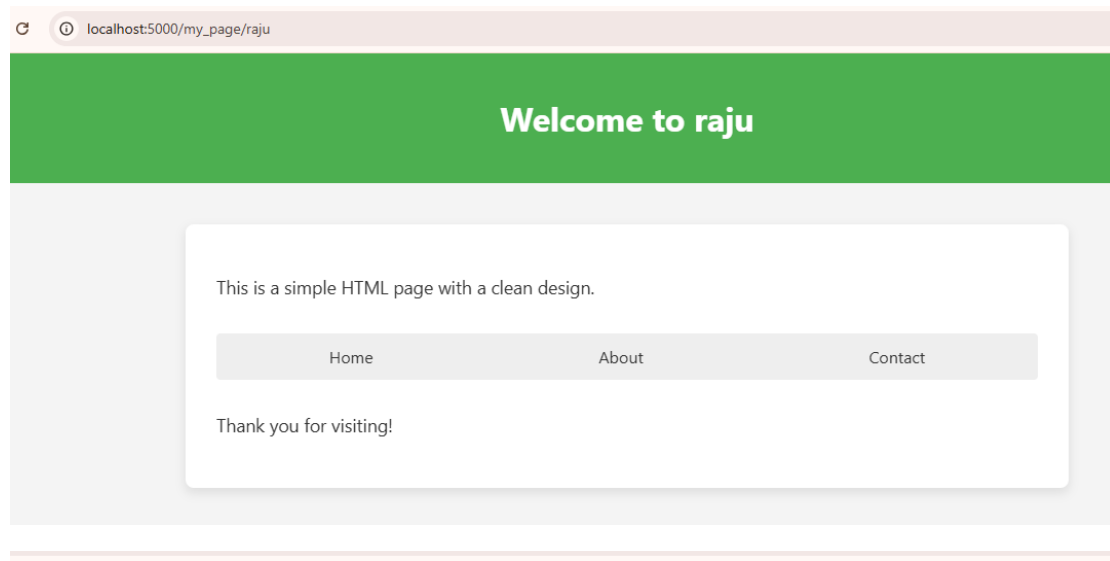 localhost:5000/my_page/raju
Welcome to raju
This is a simple HTML page with a clean design.
Home About Contact
Thank you for visiting!